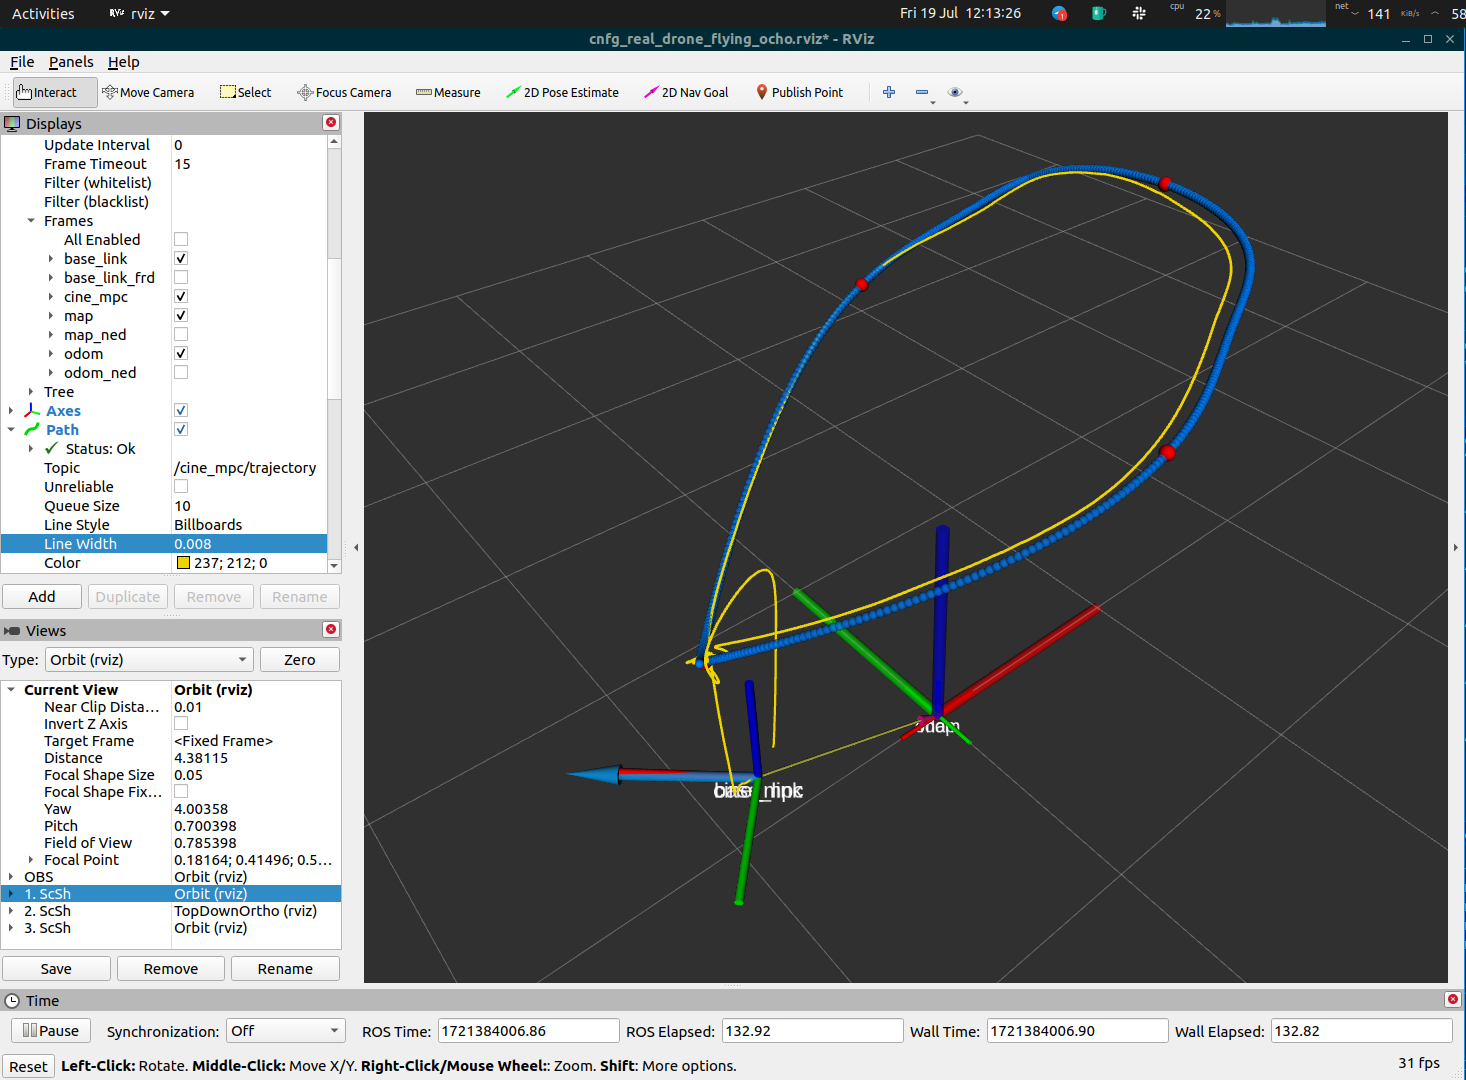 Activities
rviz
Fri 19 Jul 12:13:26
cpu
22 %
net
141
KiB/s
58
cnfg_real_drone_flying_ocho.rviz* - RViz
File Panels Help
Interact
Move Camera
Select
Focus Camera
Measure
2D Pose Estimate
2D Nav Goal
Publish Point
Displays
Update Interval 0
Frame Timeout 15
Filter (whitelist)
Filter (blacklist)
Frames
All Enabled
base_link
base_link_frd
cine_mpc
map
map_ned
odom
odom_ned
Tree
Axes
Path
Status: Ok
Topic /cine_mpc/trajectory
Unreliable
Queue Size 10
Line Style Billboards
Line Width 0.008
Color 237; 212; 0
Add Duplicate Remove Rename
Views
Type: Orbit (rviz) Zero
Current View Orbit (rviz)
Near Clip Dista... 0.01
Invert Z Axis
Target Frame <Fixed Frame>
Distance 4.38115
Focal Shape Size 0.05
Focal Shape Fix...
Yaw 4.00358
Pitch 0.700398
Field of View 0.785398
Focal Point 0.18164; 0.41496; 0.5...
OBS Orbit (rviz)
1. ScSh Orbit (rviz)
2. ScSh TopDownOrtho (rviz)
3. ScSh Orbit (rviz)
Save Remove Rename
Time
Pause
Synchronization: Off
ROS Time: 1721384006.86
ROS Elapsed: 132.92
Wall Time: 1721384006.90
Wall Elapsed: 132.82
Reset
Left-Click: Rotate. Middle-Click: Move X/Y. Right-Click/Mouse Wheel:: Zoom. Shift: More options.
31 fps